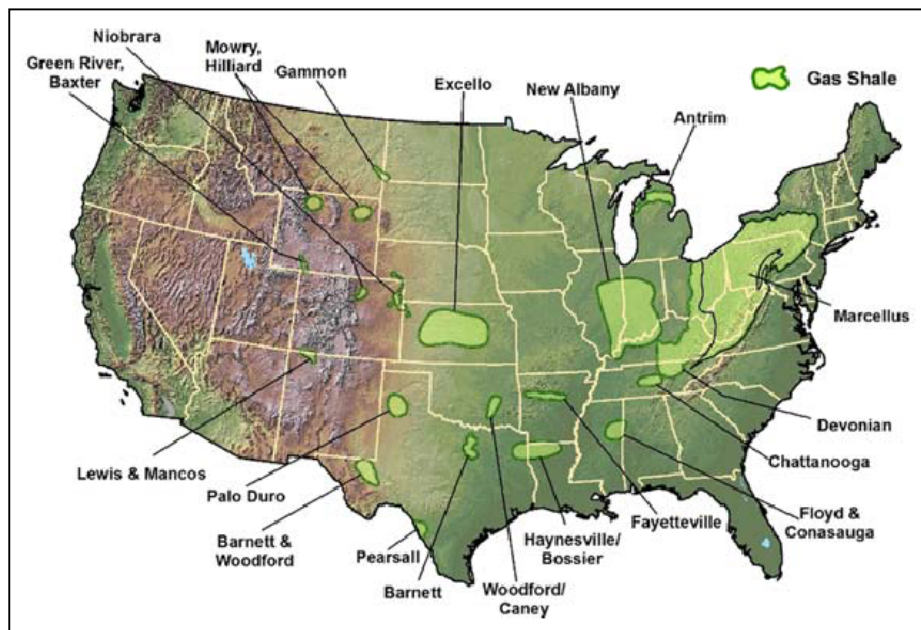 Niobrara
Mowry,
Hilliard
Green River,
Baxter
Gammon
Excello
New Albany
Gas Shale
Antrim
Marcellus
Devonian
Chattanooga
Floyd &
Conasauga
Fayetteville
Haynesville/
Bossier
Woodford/
Caney
Barnett
Pearsall
Barnett &
Woodford
Palo Duro
Lewis & Mancos